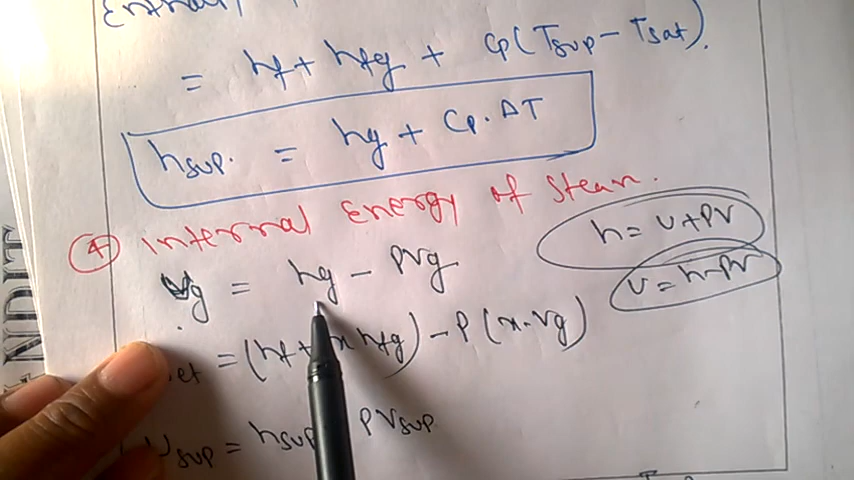 = hf + hfg + Cp(Tsup - Tsat).
hsup. = hg + Cp. ΔT
④ Internal Energy of Steam.
h = U + PV
Ug = hg - PVg
U = h - PV
= (hf + x hfg) - P(x.Vg)
Usup = hsup PVsup